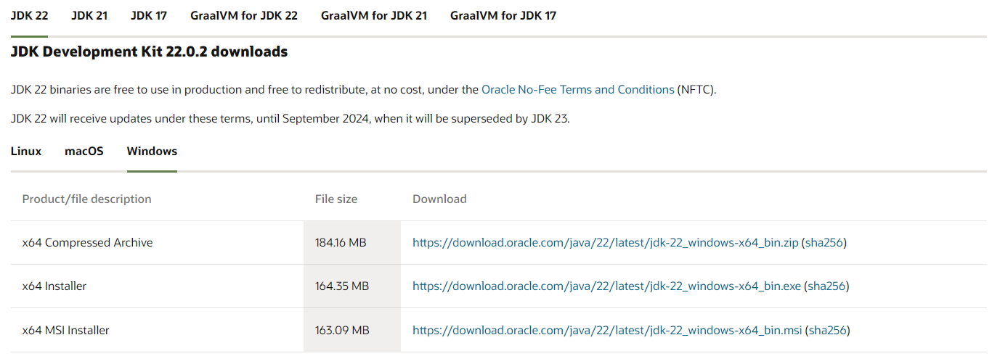 JDK 22 JDK 21 JDK 17 GraalVM for JDK 22 GraalVM for JDK 21 GraalVM for JDK 17
JDK Development Kit 22.0.2 downloads
JDK 22 binaries are free to use in production and free to redistribute, at no cost, under the Oracle No-Fee Terms and Conditions (NFTC).
JDK 22 will receive updates under these terms, until September 2024, when it will be superseded by JDK 23.
Linux macOS Windows
Product/file description File size Download
x64 Compressed Archive 184.16 MB https://download.oracle.com/java/22/latest/jdk-22_windows-x64_bin.zip (sha256)
x64 Installer 164.35 MB https://download.oracle.com/java/22/latest/jdk-22_windows-x64_bin.exe (sha256)
x64 MSI Installer 163.09 MB https://download.oracle.com/java/22/latest/jdk-22_windows-x64_bin.msi (sha256)